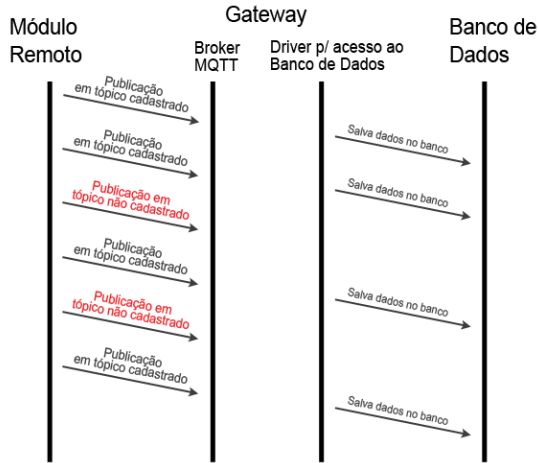 Módulo
Remoto
Gateway
Broker
MQTT
Driver p/ acesso ao
Banco de Dados
Banco de
Dados
Publicação
em tópico cadastrado
Salva dados no banco
Publicação
em tópico cadastrado
Salva dados no banco
Publicação em
tópico não cadastrado
Publicação
em tópico cadastrado
Salva dados no banco
Publicação em
tópico não cadastrado
Publicação
em tópico cadastrado
Salva dados no banco